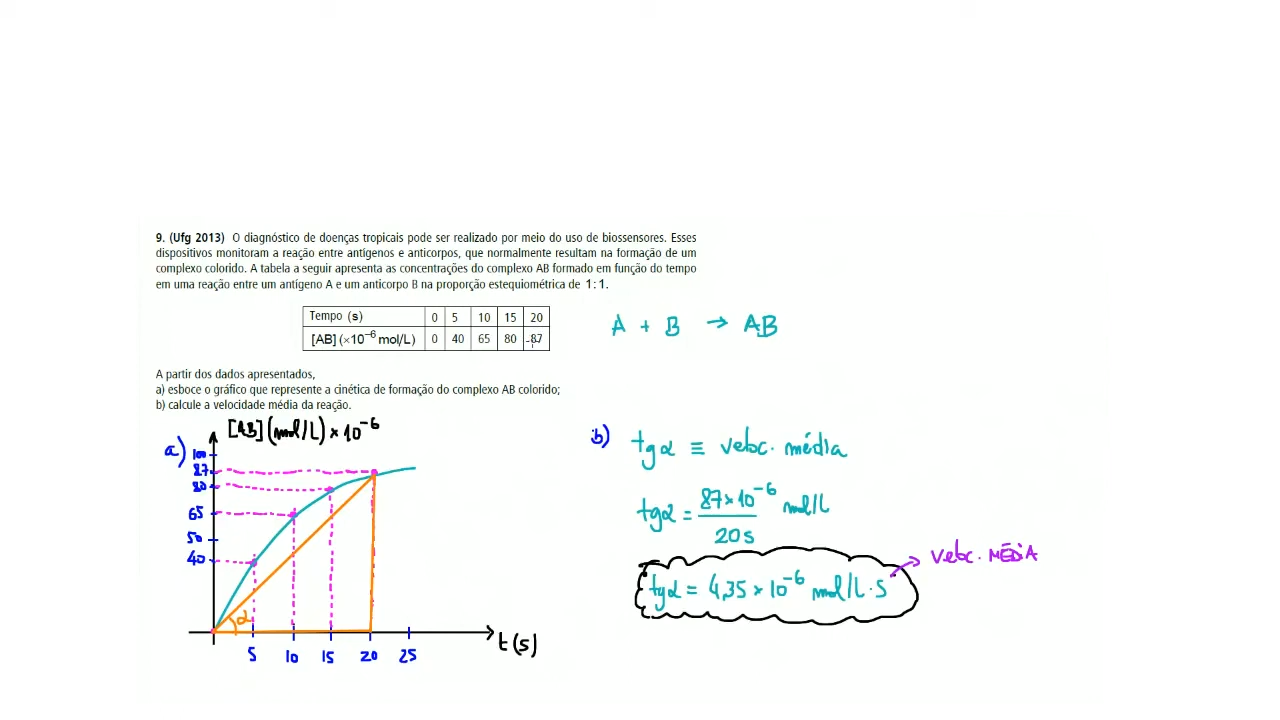 9. (Ufg 2013) O diagnóstico de doenças tropicais pode ser realizado por meio do uso de biossensores. Esses
dispositivos monitoram a reação entre antígenos e anticorpos, que normalmente resultam na formação de um
complexo colorido. A tabela a seguir apresenta as concentrações do complexo AB formado em função do tempo
em uma reação entre um antígeno A e um anticorpo B na proporção estequiométrica de 1:1.
Tempo (s) 0 5 10 15 20
[AB] (×10⁻⁶ mol/L) 0 40 65 80 87
A + B → AB
A partir dos dados apresentados,
a) esboce o gráfico que represente a cinética de formação do complexo AB colorido;
b) calcule a velocidade média da reação.
a)
[AB] (mol/L) × 10⁻⁶
100
87
80
65
50
40
α
5 10 15 20 25
t (s)
b) tgα ≡ veloc. média
tgα = 87×10⁻⁶ mol/L
20 s
tgα = 4,35 × 10⁻⁶ mol/L·s
veloc. MÉDIA